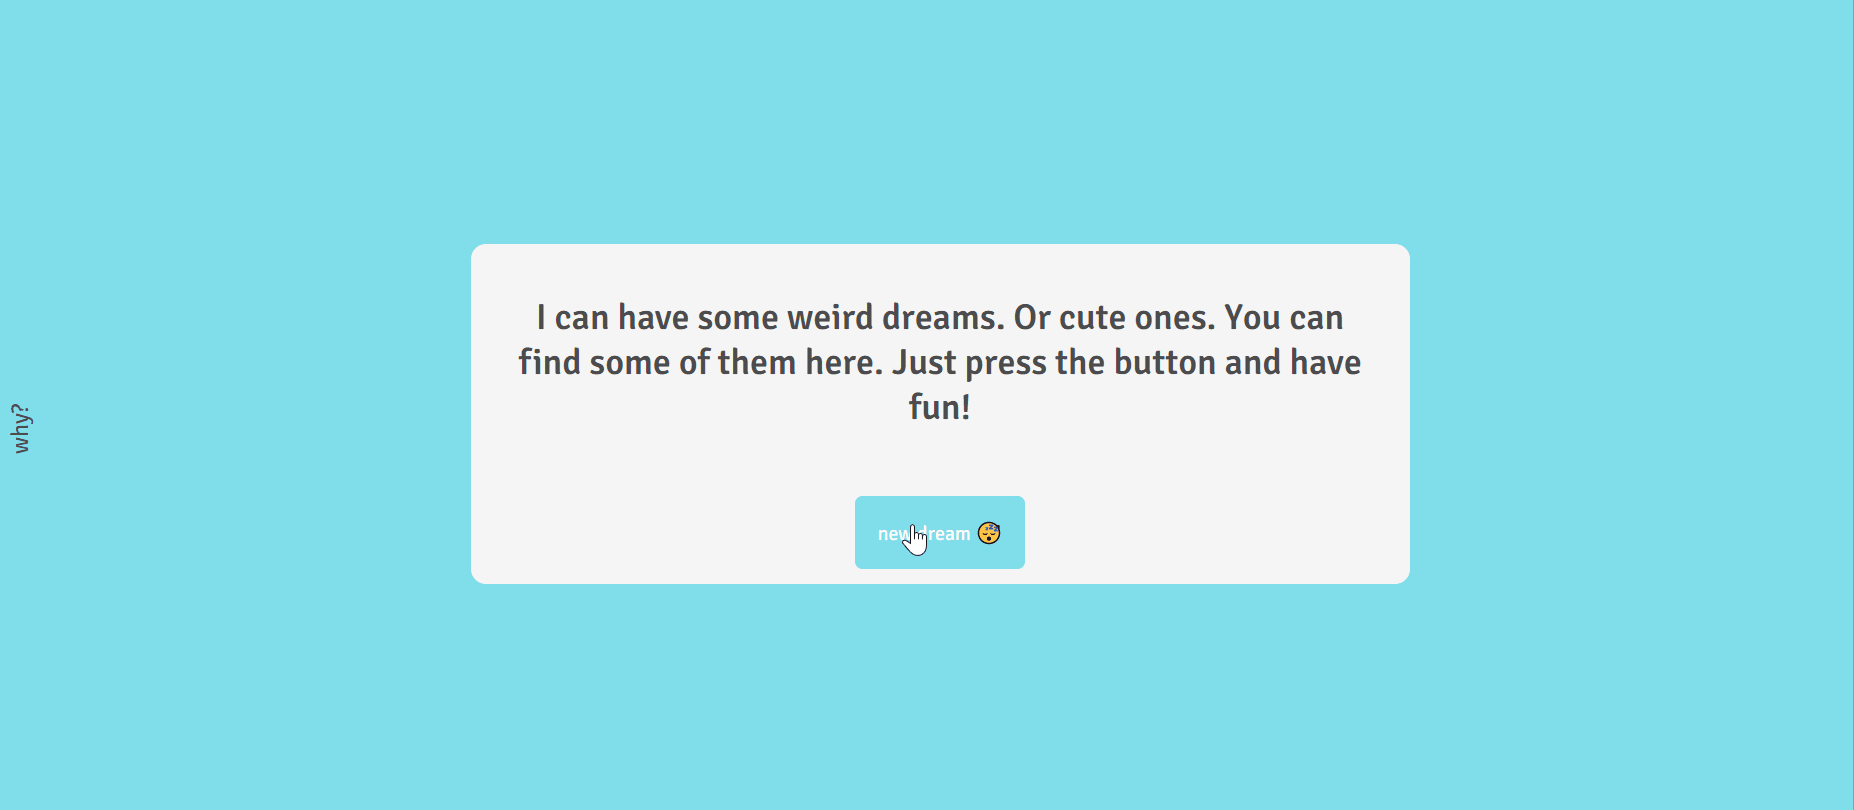 I can have some weird dreams. Or cute ones. You can
find some of them here. Just press the button and have
fun!
why?
new dream 😴